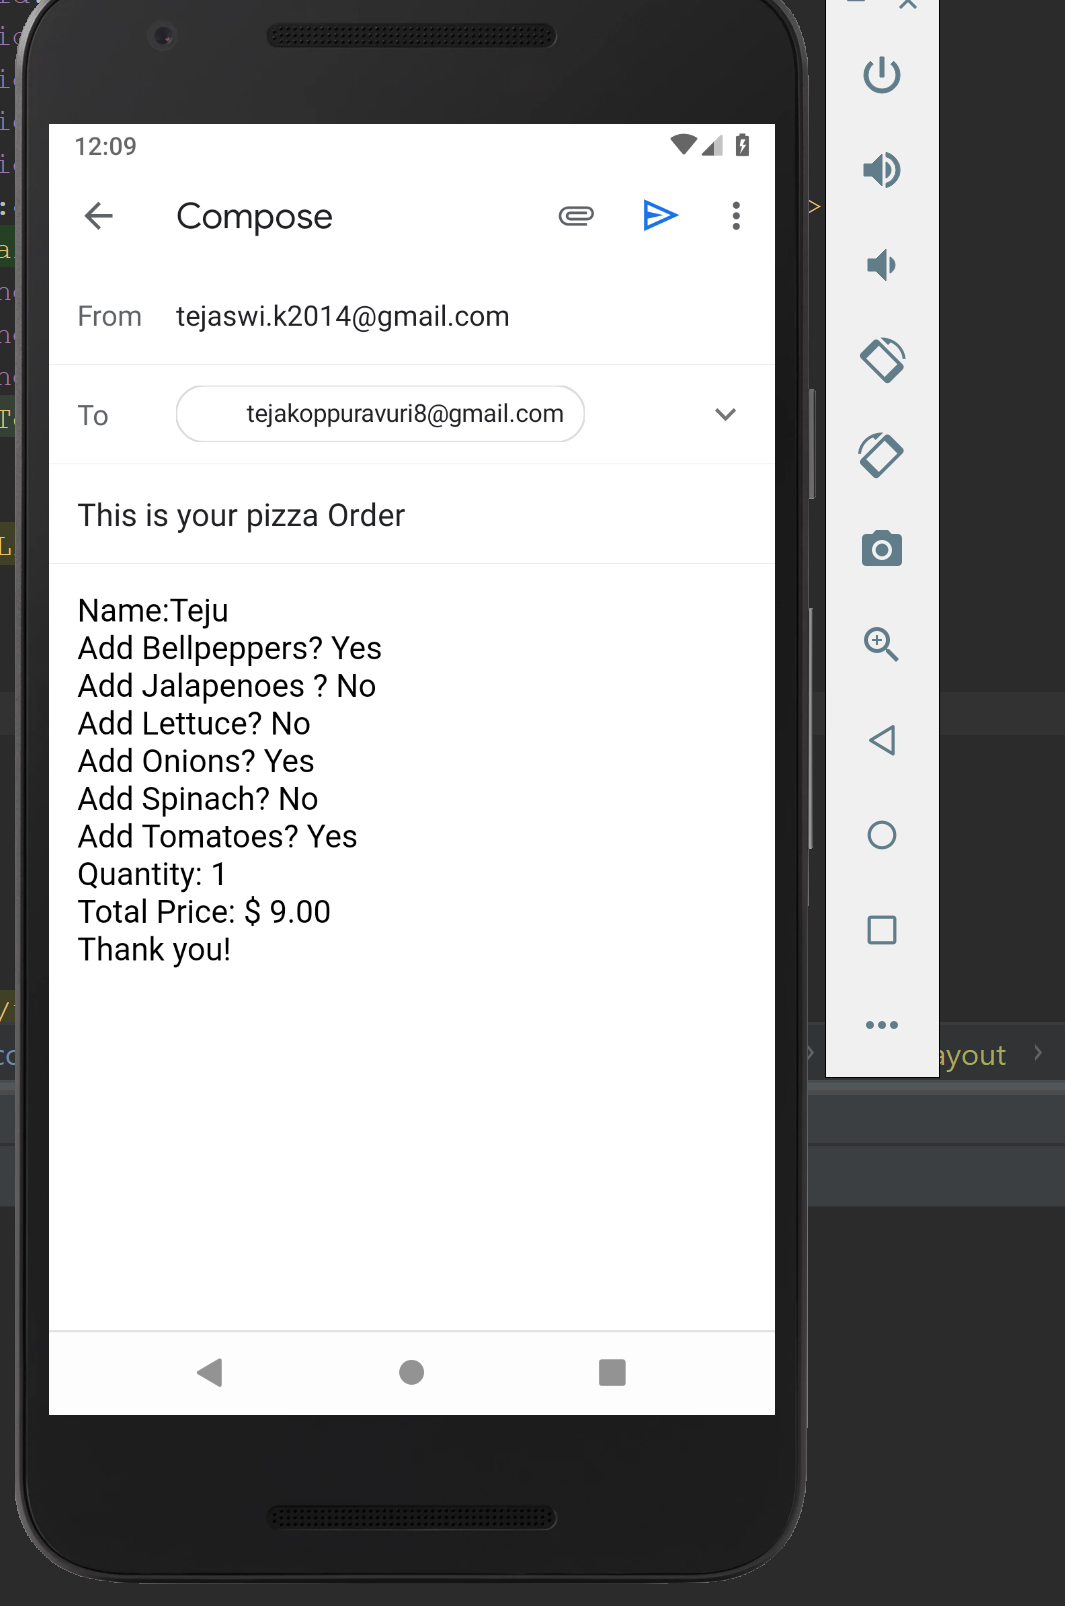 12:09
Compose
From tejaswi.k2014@gmail.com
To tejakoppuravuri8@gmail.com
This is your pizza Order
Name:Teju
Add Bellpeppers? Yes
Add Jalapenoes ? No
Add Lettuce? No
Add Onions? Yes
Add Spinach? No
Add Tomatoes? Yes
Quantity: 1
Total Price: $ 9.00
Thank you!
ayout